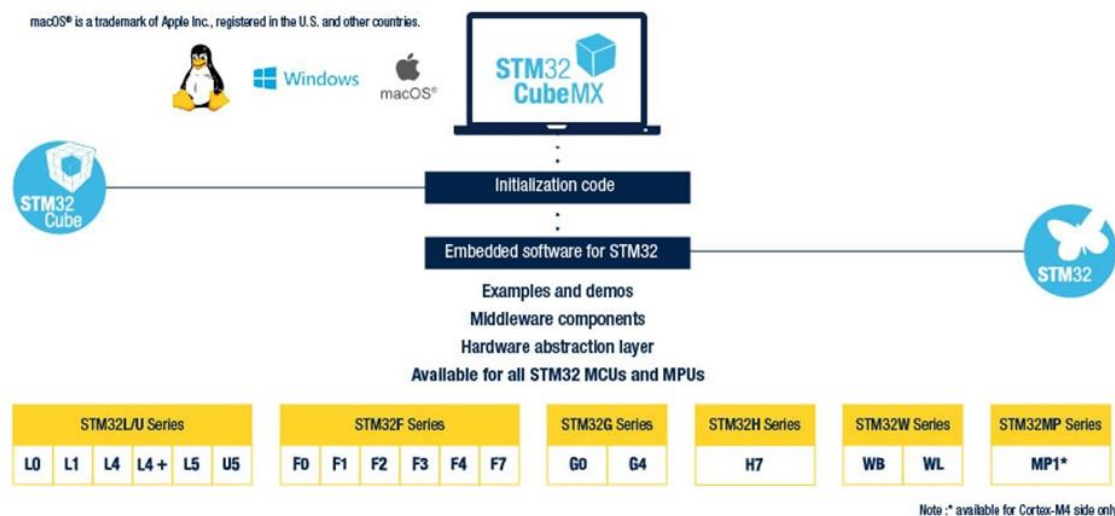 macOS® is a trademark of Apple Inc., registered in the U.S. and other countries.
Windows
macOS®
STM32
CubeMX
Initialization code
STM32
Cube
Embedded software for STM32
STM32
Examples and demos
Middleware components
Hardware abstraction layer
Available for all STM32 MCUs and MPUs
STM32L/U Series
L0 L1 L4 L4+ L5 U5
STM32F Series
F0 F1 F2 F3 F4 F7
STM32G Series
G0 G4
STM32H Series
H7
STM32W Series
WB WL
STM32MP Series
MP1*
Note :* available for Cortex-M4 side only